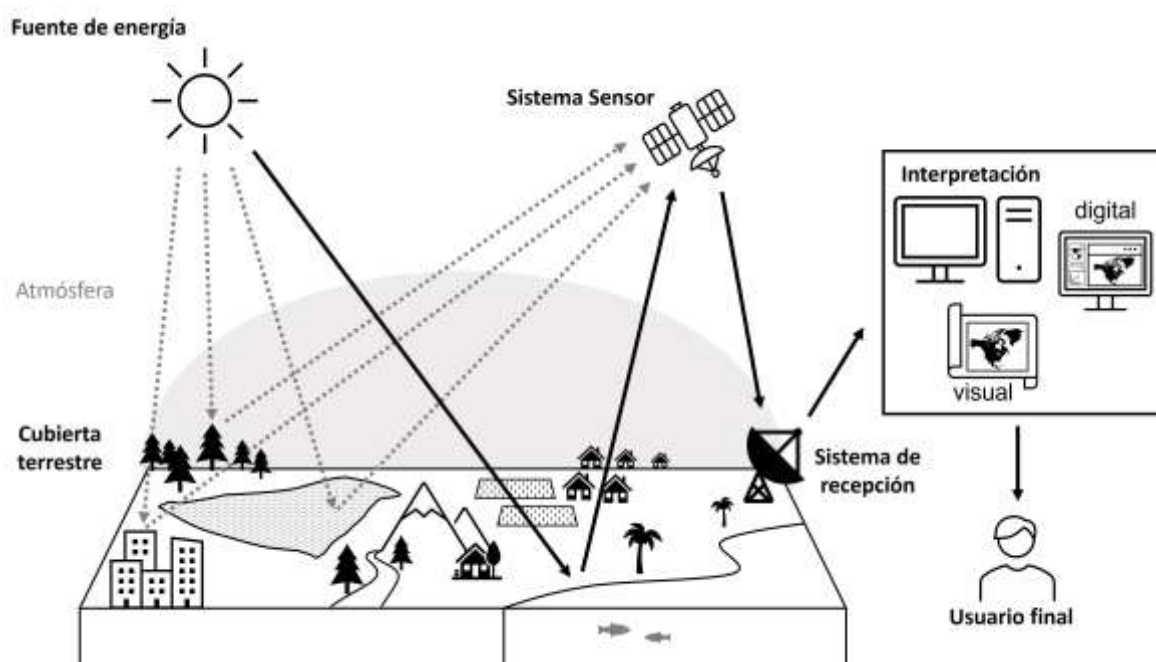 Fuente de energía
Sistema Sensor
Interpretación
digital
visual
Atmósfera
Cubierta
terrestre
Sistema de
recepción
Usuario final